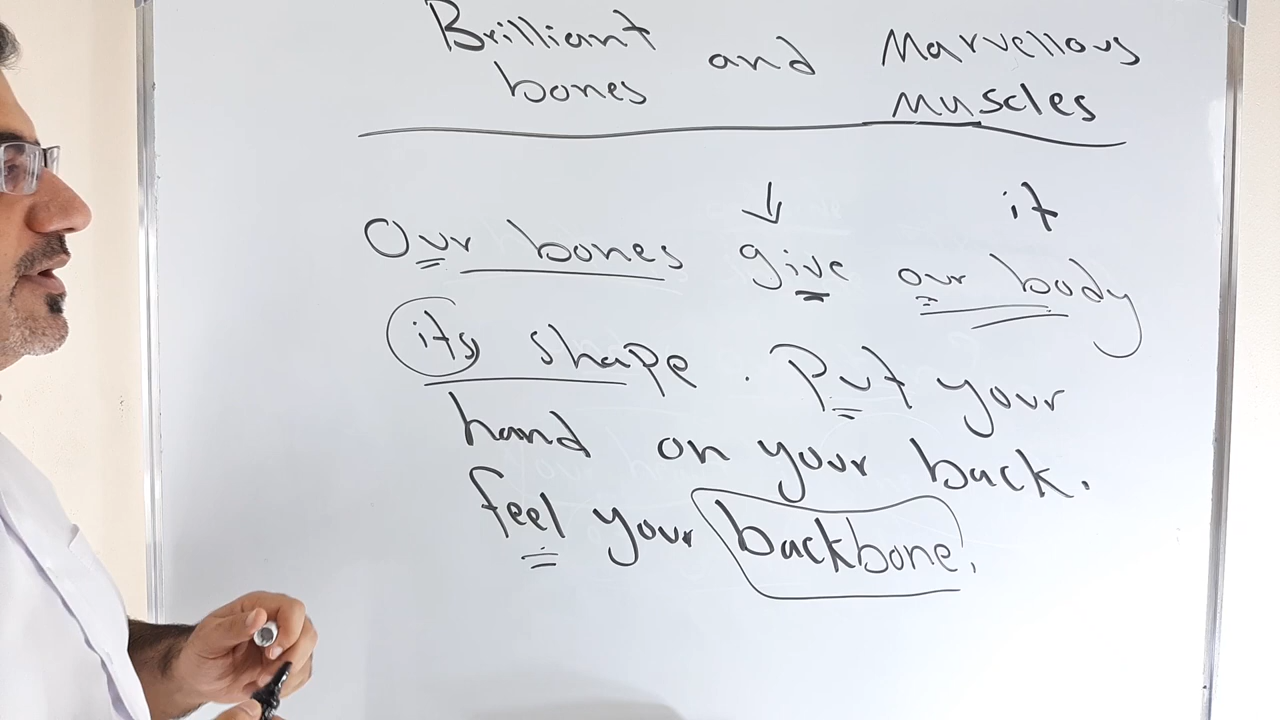 Brilliant and Marvellous
bones muscles
it
Our bones give our body
its shape. Put your
hand on your back.
feel your backbone.